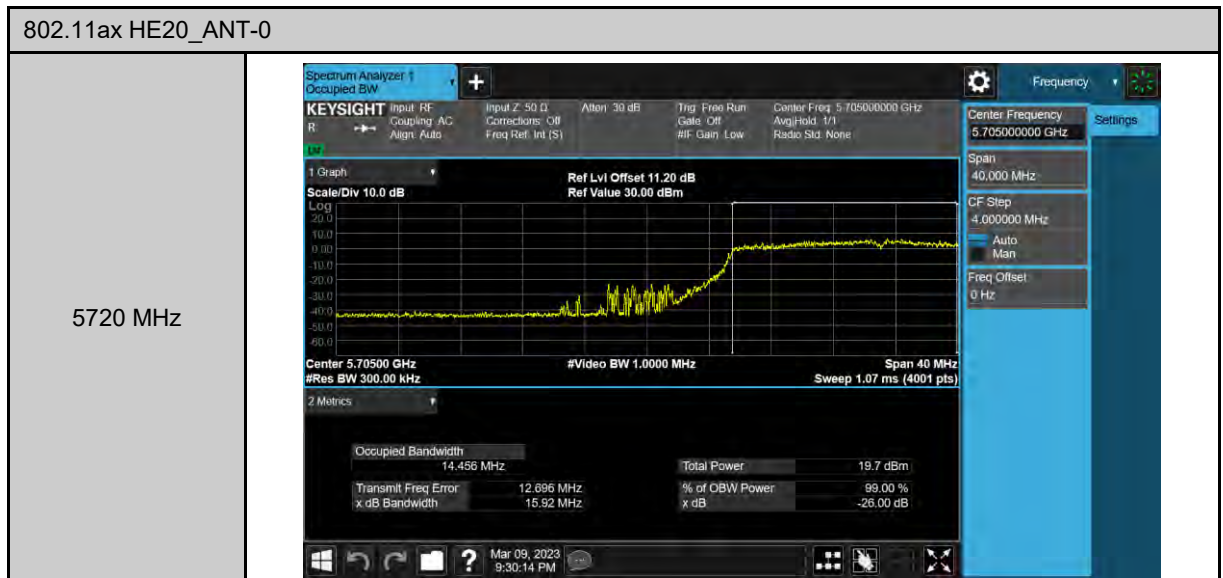 802.11ax HE20_ANT-0
5720 MHz
Spectrum Analyzer 1
Occupied BW
Frequency
KEYSIGHT
R
Input: RF
Coupling: AC
Align: Auto
Input Z: 50 Ω
Corrections: Off
Freq Ref: Int (S)
Atten: 30 dB
Trig: Free Run
Gate: Off
#IF Gain: Low
Center Freq: 5.705000000 GHz
Avg|Hold: 1/1
Radio Std: None
Center Frequency
5.705000000 GHz
Settings
Span
40.000 MHz
CF Step
4.000000 MHz
Auto
Man
Freq Offset
0 Hz
1 Graph
Scale/Div 10.0 dB
Ref Lvl Offset 11.20 dB
Ref Value 30.00 dBm
Log
20.0
10.0
0.00
-10.0
-20.0
-30.0
-40.0
-50.0
-60.0
Center 5.70500 GHz
#Video BW 1.0000 MHz
Span 40 MHz
#Res BW 300.00 kHz
Sweep 1.07 ms (4001 pts)
2 Metrics
Occupied Bandwidth
14.456 MHz
Total Power 19.7 dBm
Transmit Freq Error 12.696 MHz
% of OBW Power 99.00 %
x dB Bandwidth 15.92 MHz
x dB -26.00 dB
Mar 09, 2023
9:30:14 PM